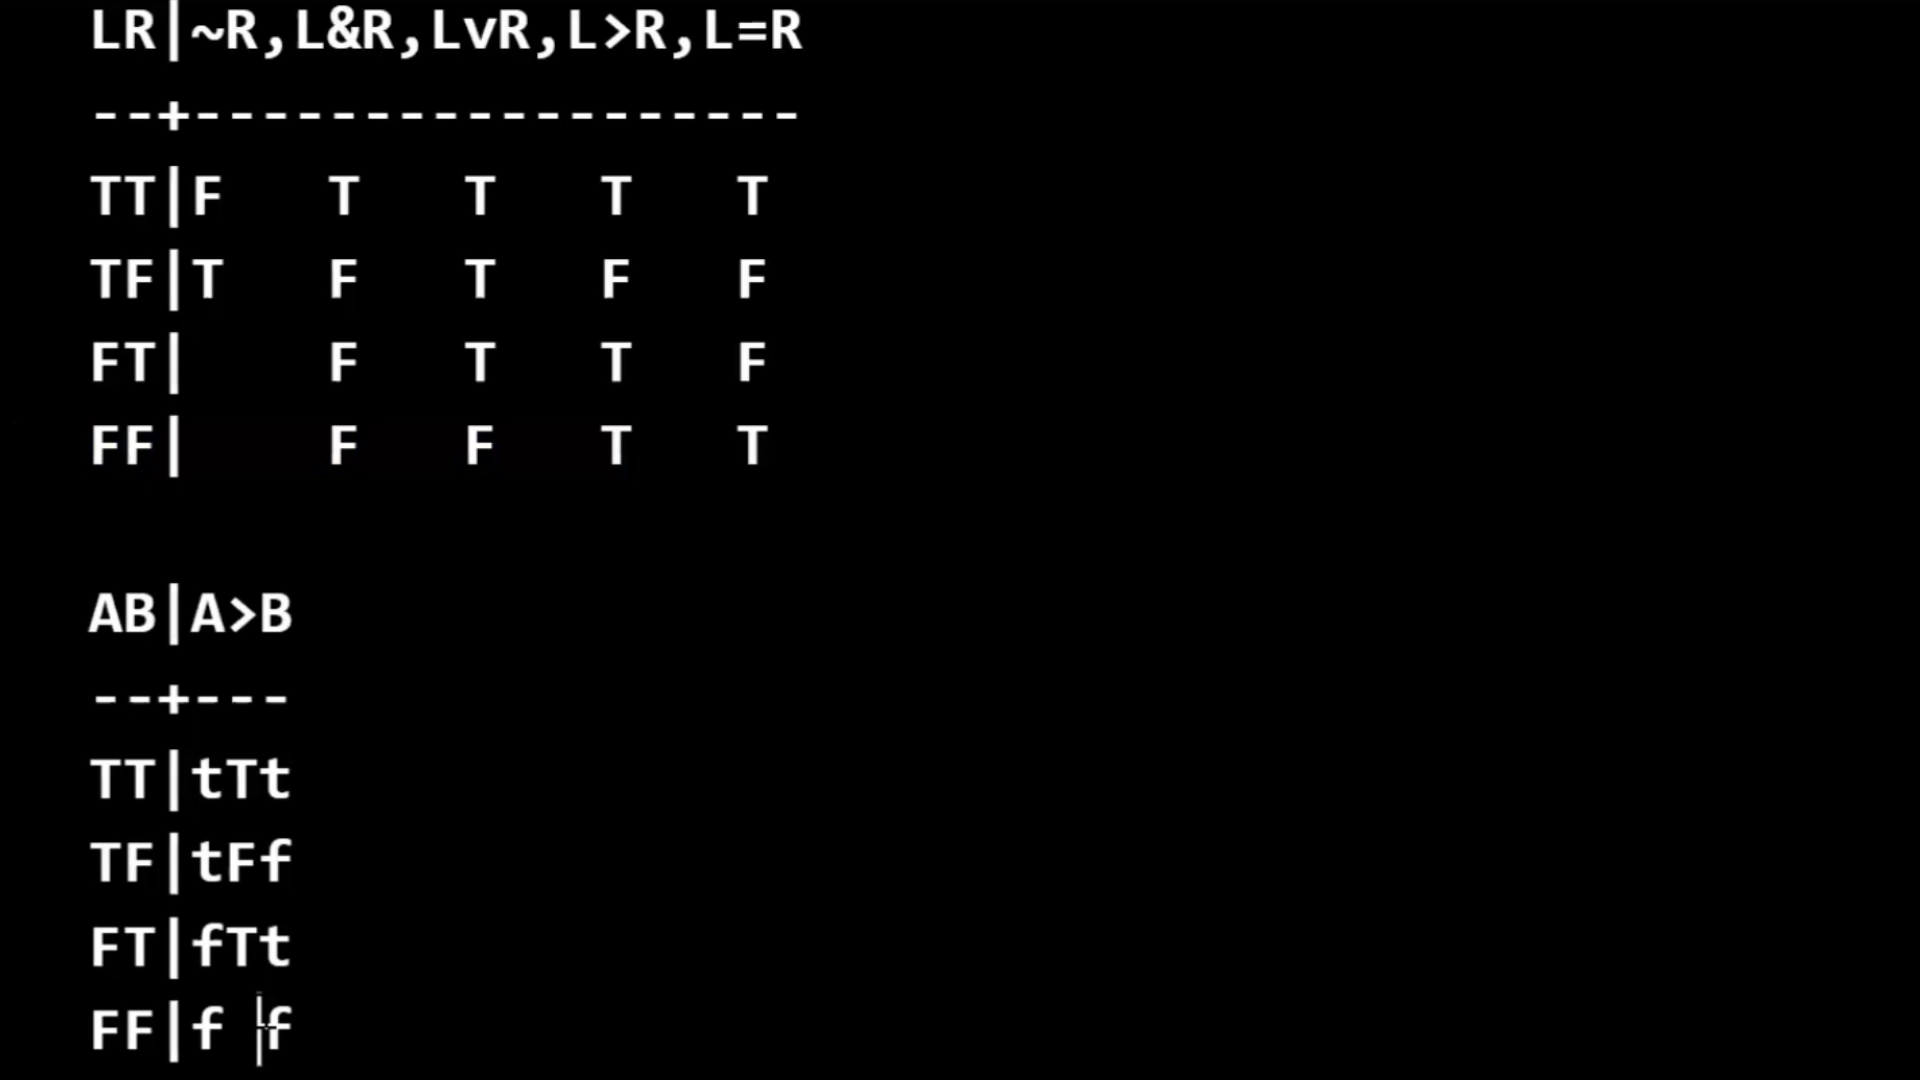 LR|~R,L&R,LvR,L>R,L=R
--+------------------
TT|F   T   T   T   T
TF|T   F   T   F   F
FT|    F   T   T   F
FF|    F   F   T   T
AB|A>B
--+---
TT|tTt
TF|tFf
FT|fTt
FF|f f